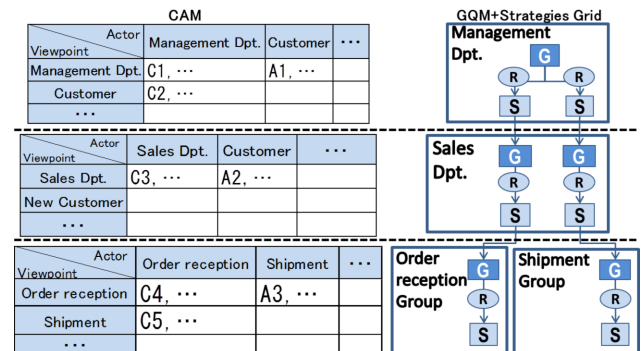 CAM
GQM+Strategies Grid
Actor
Viewpoint
Management Dpt.
Customer
･･･
Management Dpt.
C1, ･･･
A1, ･･･
Customer
C2, ･･･
･･･
Management
Dpt.
G
R
R
S
S
Actor
Viewpoint
Sales Dpt.
Customer
･･･
Sales Dpt.
C3, ･･･
A2, ･･･
New Customer
･･･
Sales
Dpt.
G
G
R
R
S
S
Actor
Viewpoint
Order reception
Shipment
･･･
Order reception
C4, ･･･
A3, ･･･
Shipment
C5, ･･･
･･･
Order
reception
Group
G
R
S
Shipment
Group
G
R
S